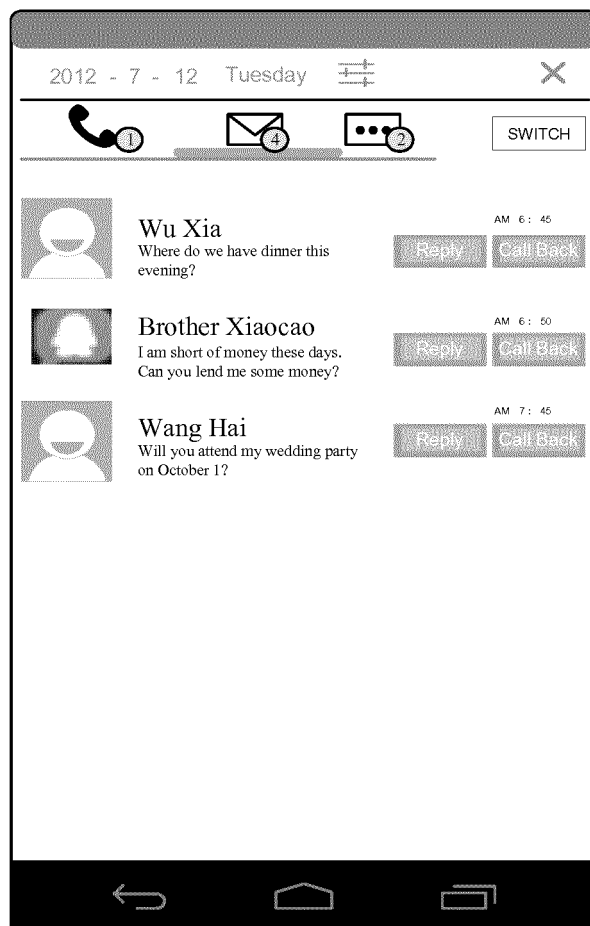 2012 - 7 - 12 Tuesday
1
4
2
SWITCH
Wu Xia
Where do we have dinner this
evening?
AM 6: 45
Reply
Call Back
Brother Xiaocao
I am short of money these days.
Can you lend me some money?
AM 6: 50
Reply
Call Back
Wang Hai
Will you attend my wedding party
on October 1?
AM 7: 45
Reply
Call Back